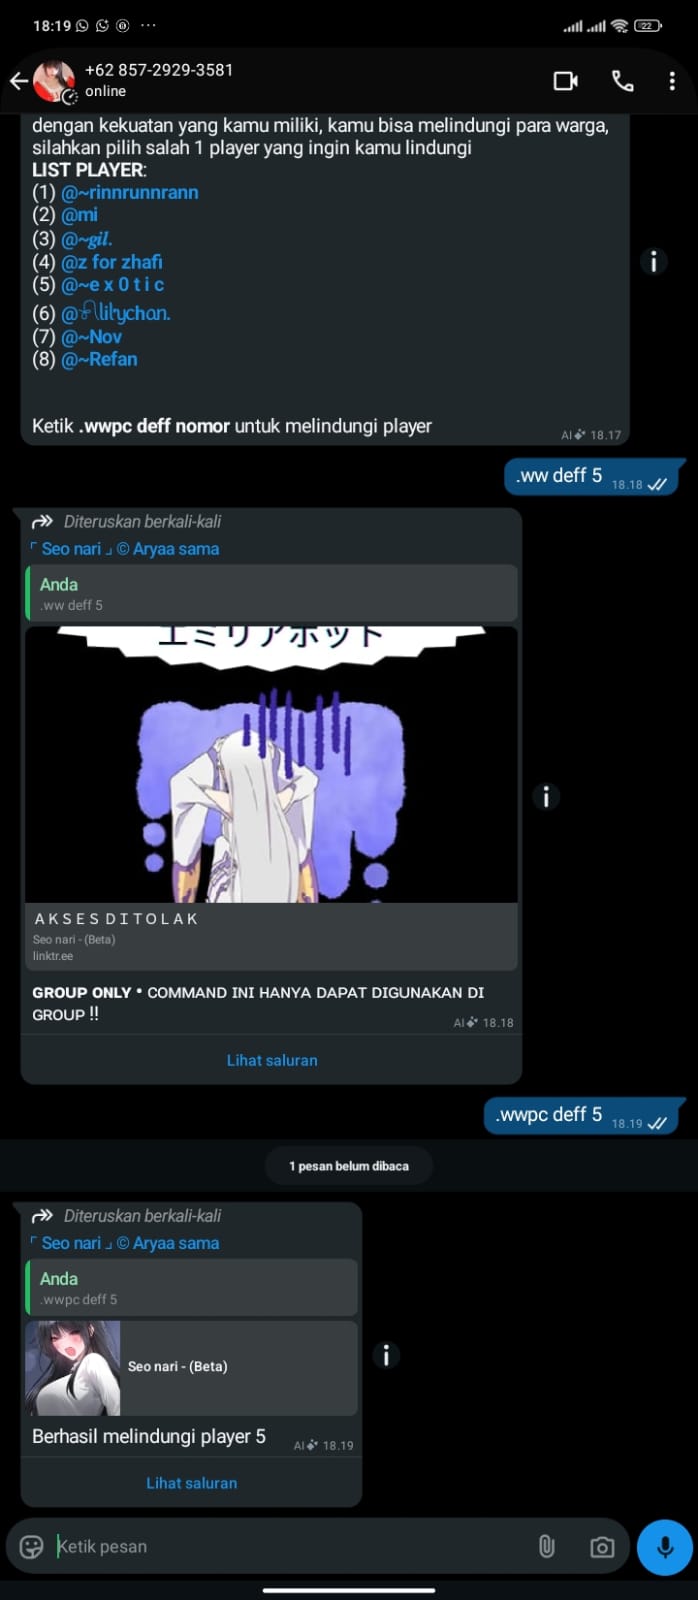 18:19
22
+62 857-2929-3581
online
dengan kekuatan yang kamu miliki, kamu bisa melindungi para warga,
silahkan pilih salah 1 player yang ingin kamu lindungi
LIST PLAYER:
(1) @~rinnrunnrann
(2) @mi
(3) @~𝒈𝒊𝒍.
(4) @z for zhafi
(5) @~e x 0 t i c
(6) @lilychan.
(7) @~Nov
(8) @~Refan
Ketik .wwpc deff nomor untuk melindungi player
AI 18.17
.ww deff 5 18.18
Diteruskan berkali-kali
「 Seo nari 」 © Aryaa sama
Anda
.ww deff 5
エミリアボット
A K S E S D I T O L A K
Seo nari - (Beta)
linktr.ee
GROUP ONLY • COMMAND INI HANYA DAPAT DIGUNAKAN DI
GROUP !!
AI 18.18
Lihat saluran
.wwpc deff 5 18.19
1 pesan belum dibaca
Diteruskan berkali-kali
「 Seo nari 」 © Aryaa sama
Anda
.wwpc deff 5
Seo nari - (Beta)
Berhasil melindungi player 5 AI 18.19
Lihat saluran
Ketik pesan